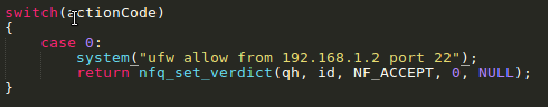 switch(actionCode)
{
case 0:
system("ufw allow from 192.168.1.2 port 22");
return nfq_set_verdict(qh, id, NF_ACCEPT, 0, NULL);
}